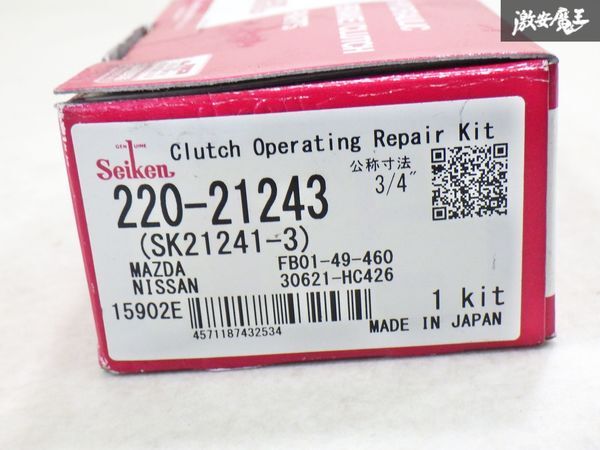 激安魔王
GENUINE
Seiken
Clutch Operating Repair Kit
公称寸法
3/4"
220-21243
(SK21241-3)
MAZDA FB01-49-460
NISSAN 30621-HC426
15902E
4571187432534
1 kit
MADE IN JAPAN